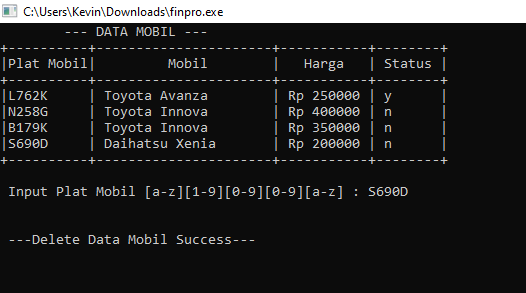 C:\Users\Kevin\Downloads\finpro.exe
--- DATA MOBIL ---
+----------+----------------------+-----------+--------+
|Plat Mobil|         Mobil        |   Harga   | Status |
+----------+----------------------+-----------+--------+
|L762K     | Toyota Avanza        | Rp 250000 | y      |
|N258G     | Toyota Innova        | Rp 400000 | n      |
|B179K     | Toyota Innova        | Rp 350000 | n      |
|S690D     | Daihatsu Xenia       | Rp 200000 | n      |
+----------+----------------------+-----------+--------+
Input Plat Mobil [a-z][1-9][0-9][0-9][a-z] : S690D
---Delete Data Mobil Success---